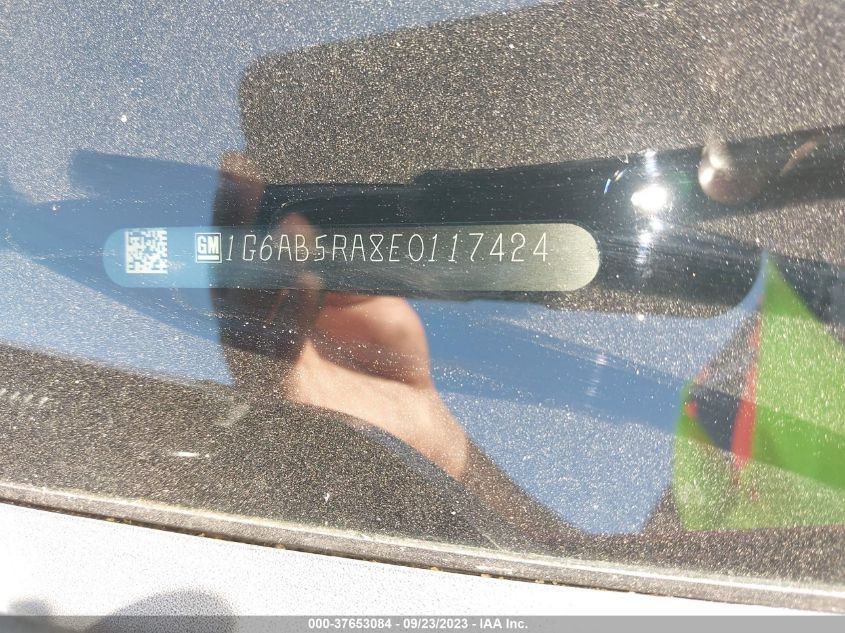 GM 1G6AB5RA8E0117424
000-37653084 - 09/23/2023 - IAA Inc.